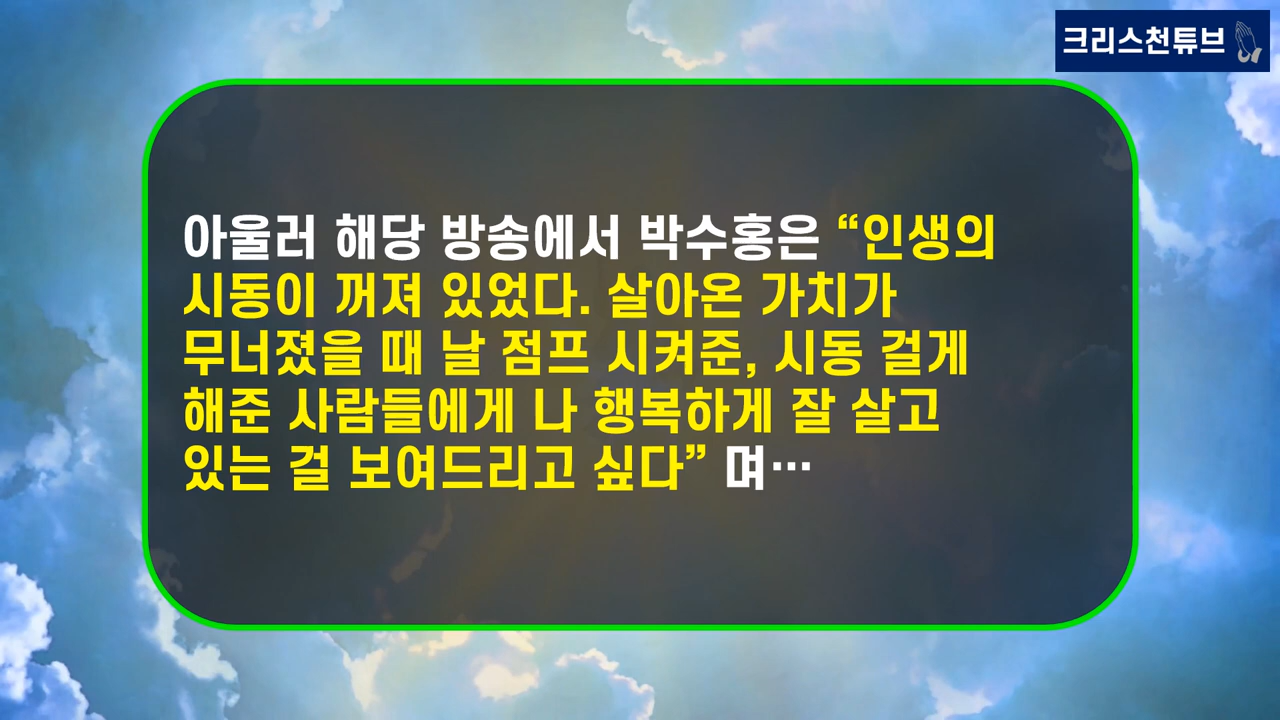 크리스천튜브
아울러 해당 방송에서 박수홍은 “인생의
시동이 꺼져 있었다. 살아온 가치가
무너졌을 때 날 점프 시켜준, 시동 걸게
해준 사람들에게 나 행복하게 잘 살고
있는 걸 보여드리고 싶다” 며…